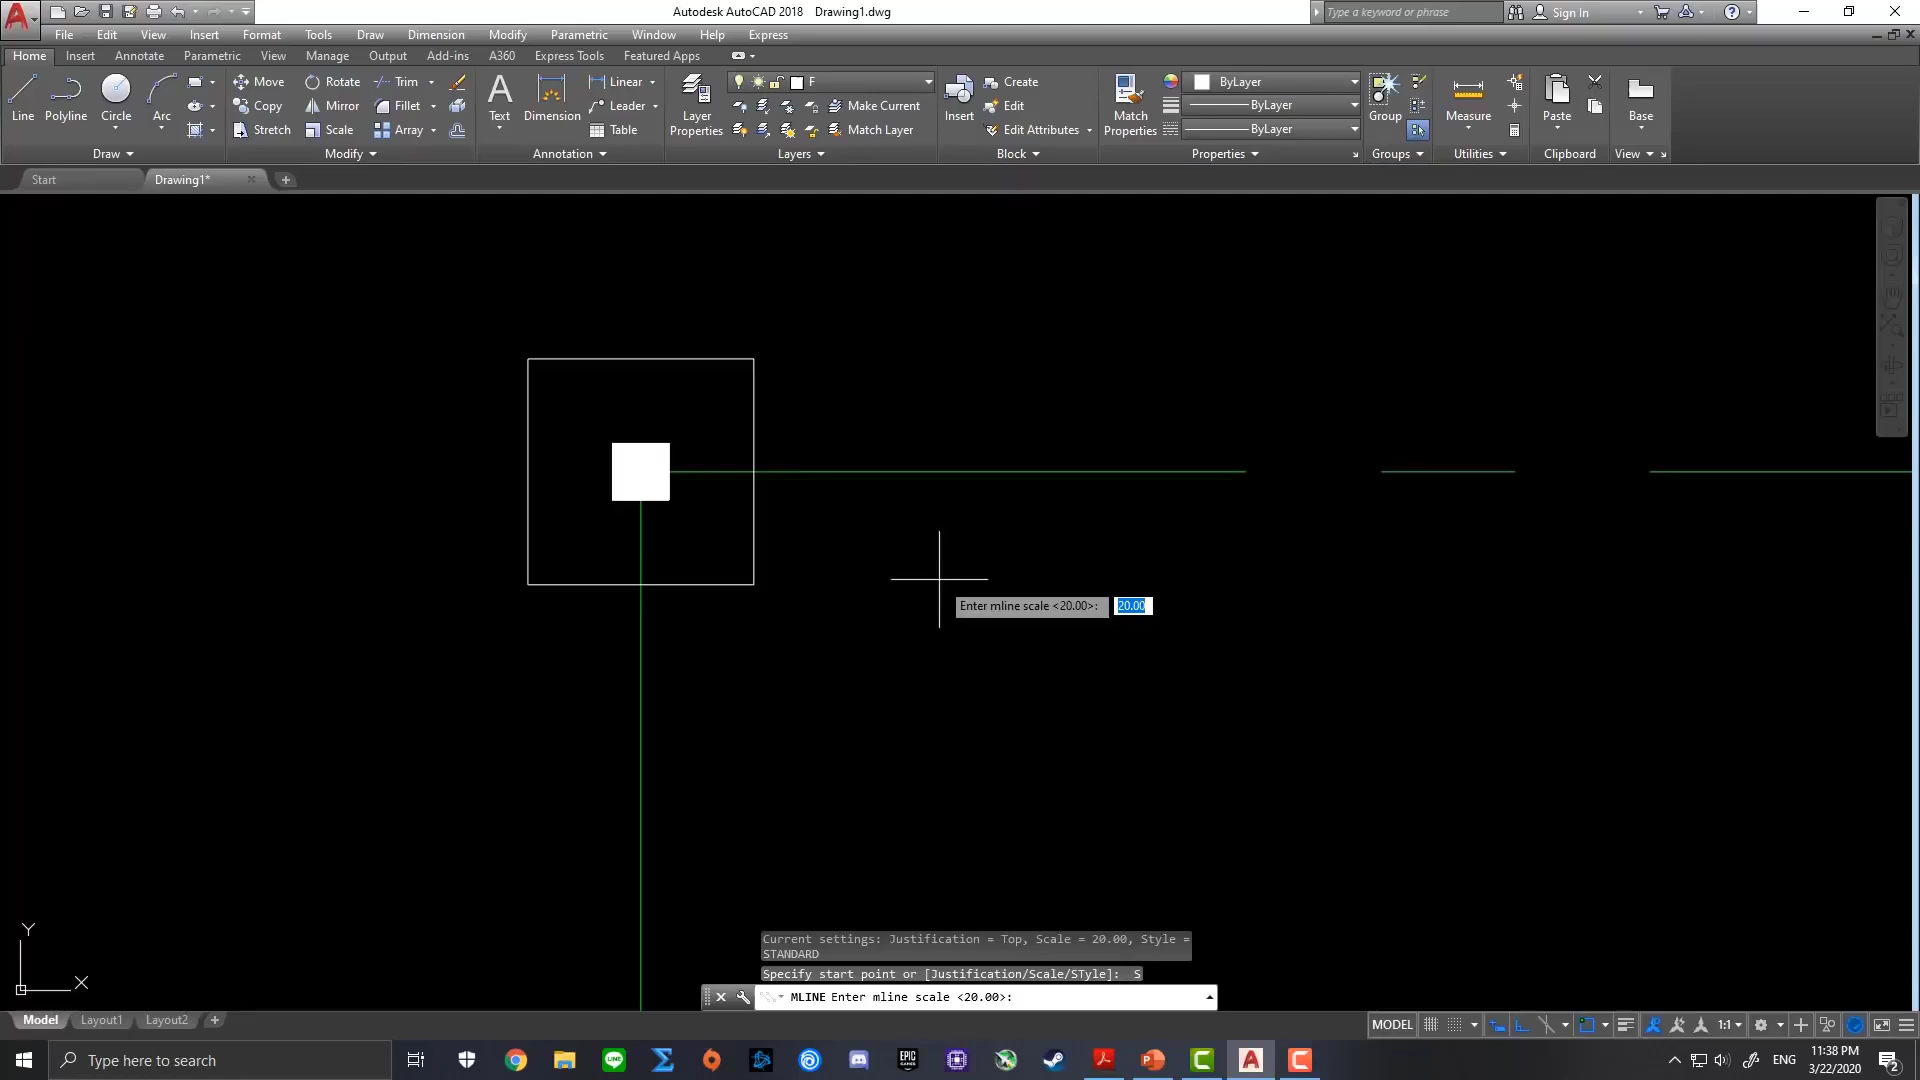 Autodesk AutoCAD 2018 Drawing1.dwg
Type a keyword or phrase
Sign In
File Edit View Insert Format Tools Draw Dimension Modify Parametric Window Help Express
Home Insert Annotate Parametric View Manage Output Add-ins A360 Express Tools Featured Apps
Line Polyline Circle Arc
Move Rotate Trim
Copy Mirror Fillet
Stretch Scale Array
Text Dimension
Linear
Leader
Table
Layer Properties
F
Make Current
Match Layer
Insert
Create
Edit
Edit Attributes
Match Properties
ByLayer
ByLayer
ByLayer
Group
Measure
Paste
Base
Draw Modify Annotation Layers Block Properties Groups Utilities Clipboard View
Start Drawing1*
Enter mline scale <20.00>: 20.00
Y
X
Current settings: Justification = Top, Scale = 20.00, Style =
STANDARD
Specify start point or [Justification/Scale/STyle]: S
MLINE Enter mline scale <20.00>:
Model Layout1 Layout2
MODEL 1:1
Type here to search
EPIC GAMES
LINE
ENG
11:38 PM
3/22/2020
2